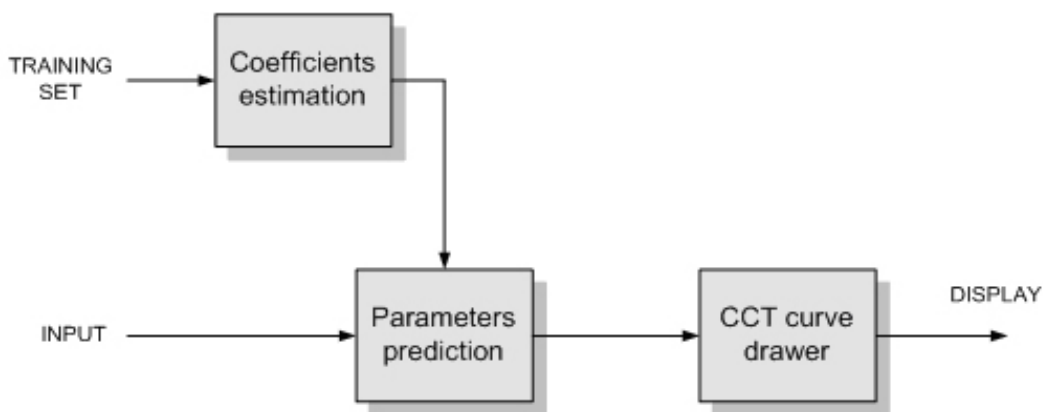 TRAINING
SET
Coefficients
estimation
INPUT
Parameters
prediction
CCT curve
drawer
DISPLAY